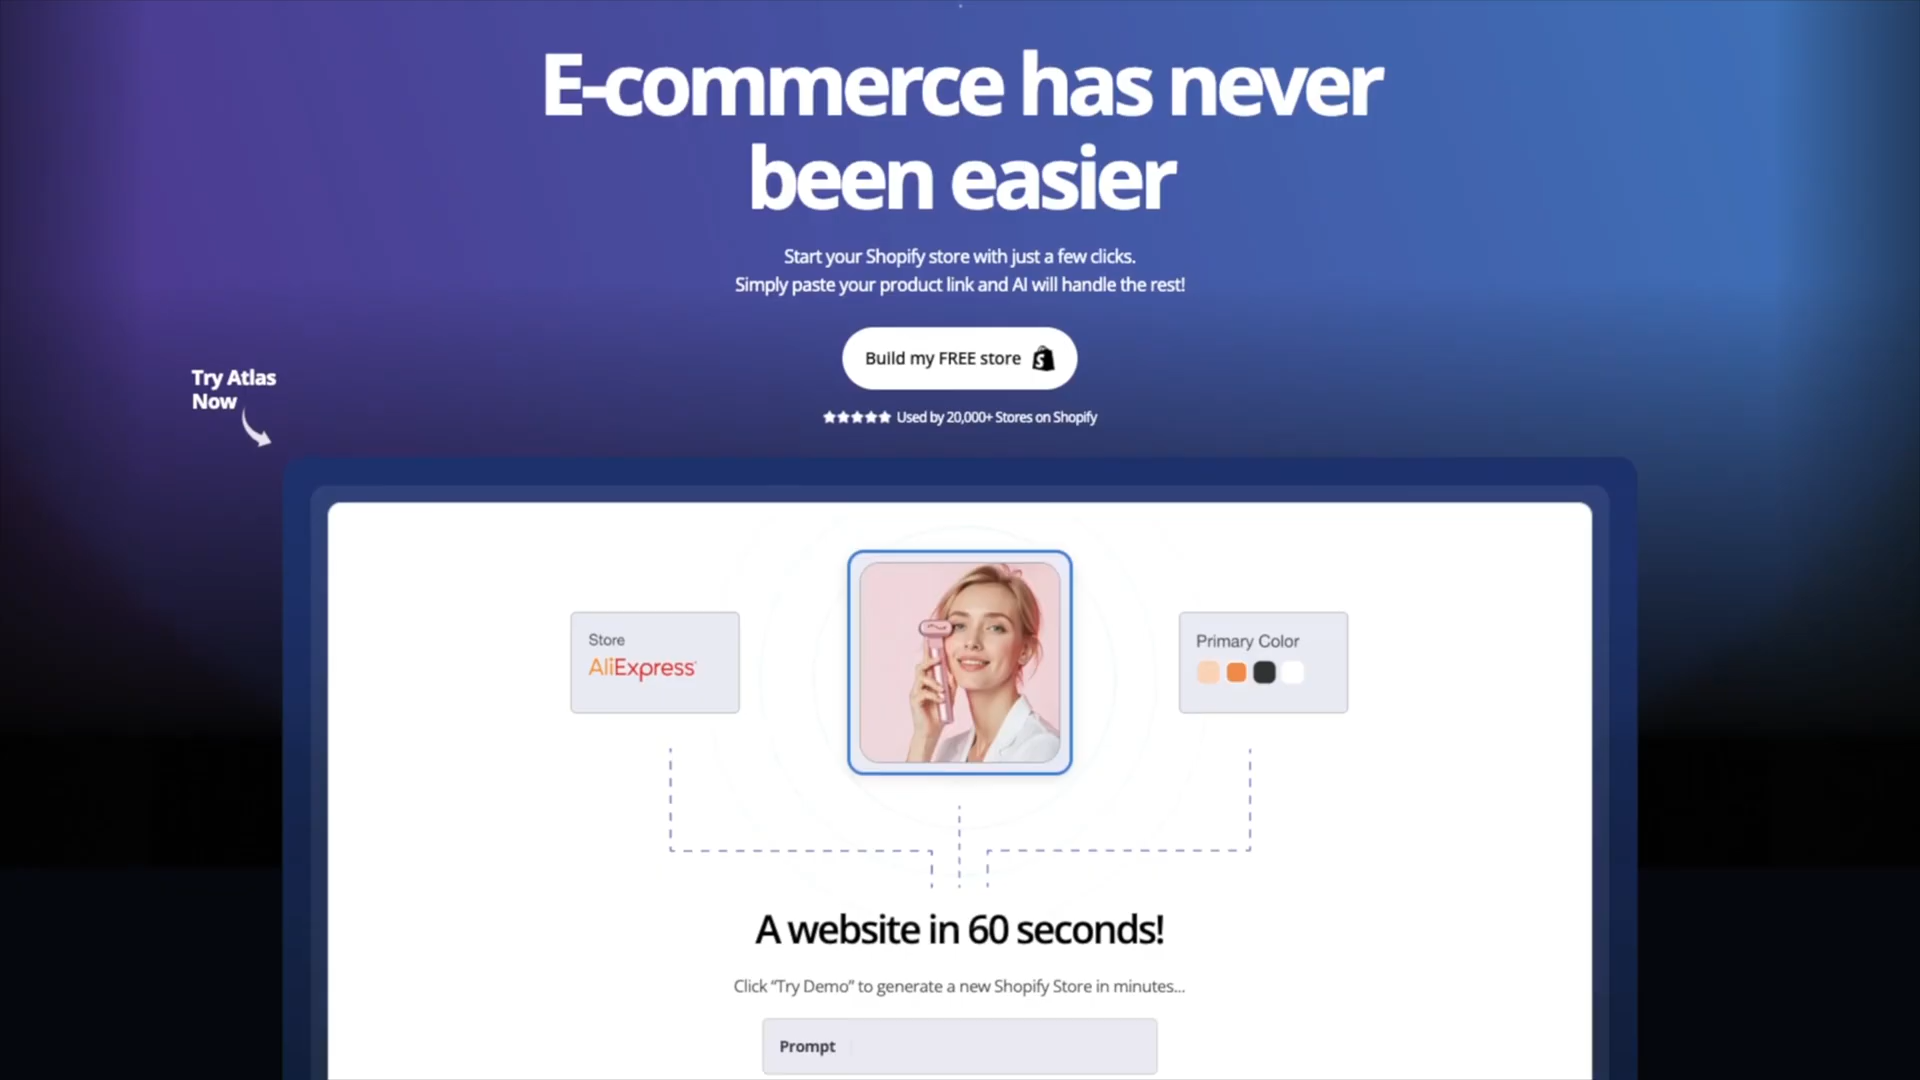 E-commerce has never
been easier
Start your Shopify store with just a few clicks.
Simply paste your product link and AI will handle the rest!
Build my FREE store
Used by 20,000+ Stores on Shopify
Try Atlas
Now
Store
AliExpress
Primary Color
A website in 60 seconds!
Click “Try Demo” to generate a new Shopify Store in minutes...
Prompt